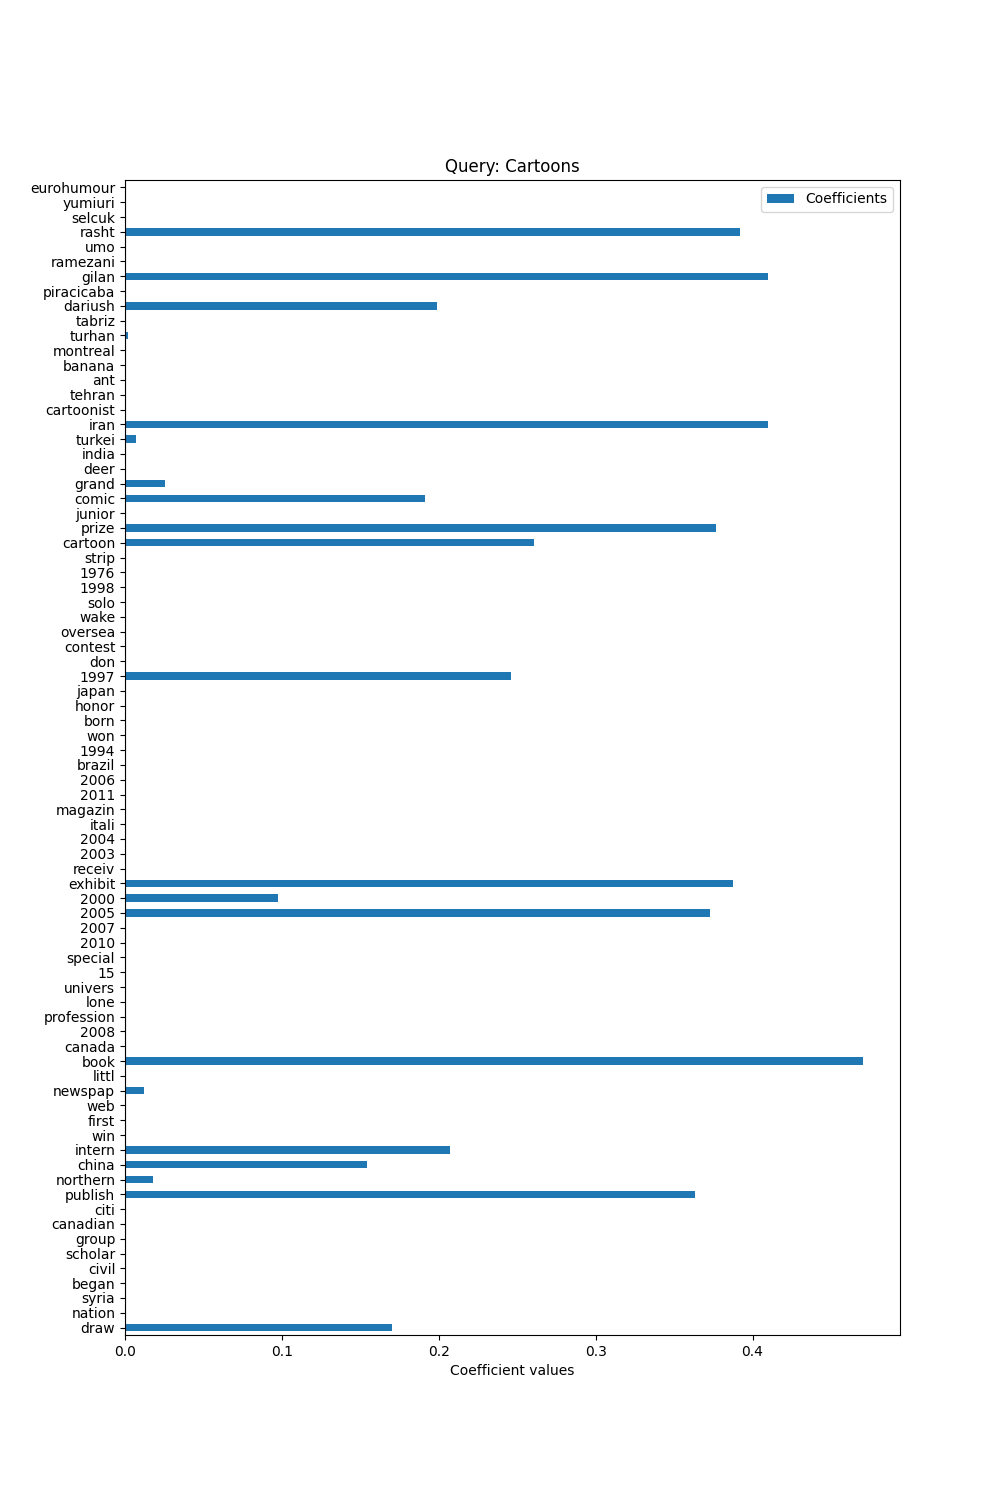 Query: Cartoons
Coefficients
eurohumour
yumiuri
selcuk
rasht
umo
ramezani
gilan
piracicaba
dariush
tabriz
turhan
montreal
banana
ant
tehran
cartoonist
iran
turkei
india
deer
grand
comic
junior
prize
cartoon
strip
1976
1998
solo
wake
oversea
contest
don
1997
japan
honor
born
won
1994
brazil
2006
2011
magazin
itali
2004
2003
receiv
exhibit
2000
2005
2007
2010
special
15
univers
lone
profession
2008
canada
book
littl
newspap
web
first
win
intern
china
northern
publish
citi
canadian
group
scholar
civil
began
syria
nation
draw
0.0 0.1 0.2 0.3 0.4
Coefficient values